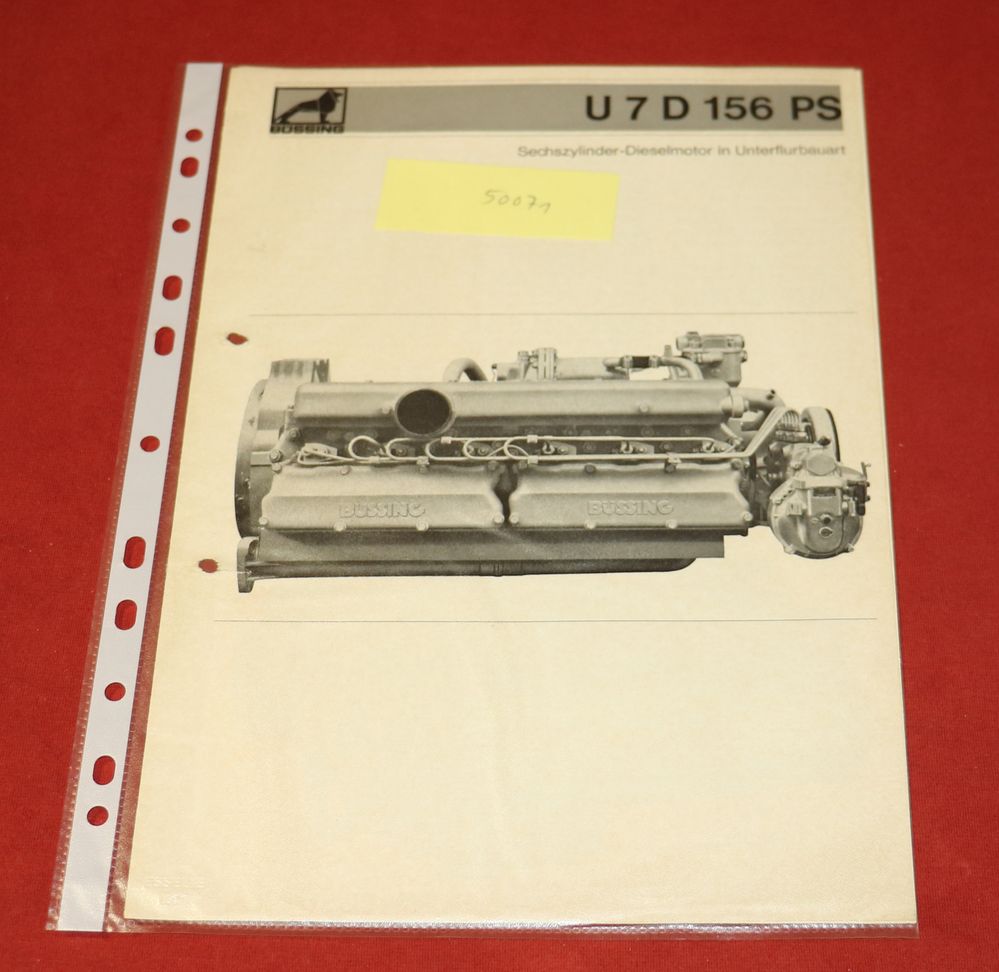 BÜSSING
U 7 D 156 PS
Sechszylinder-Dieselmotor in Unterflurbauart
50071
BÜSSING
BÜSSING